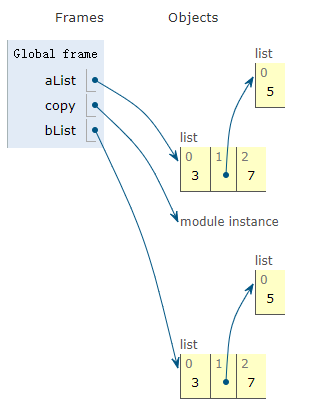 Frames Objects
Global frame
list
0
5
aList
copy
bList
list
0 1 2
3 7
module instance
list
0
5
list
0 1 2
3 7